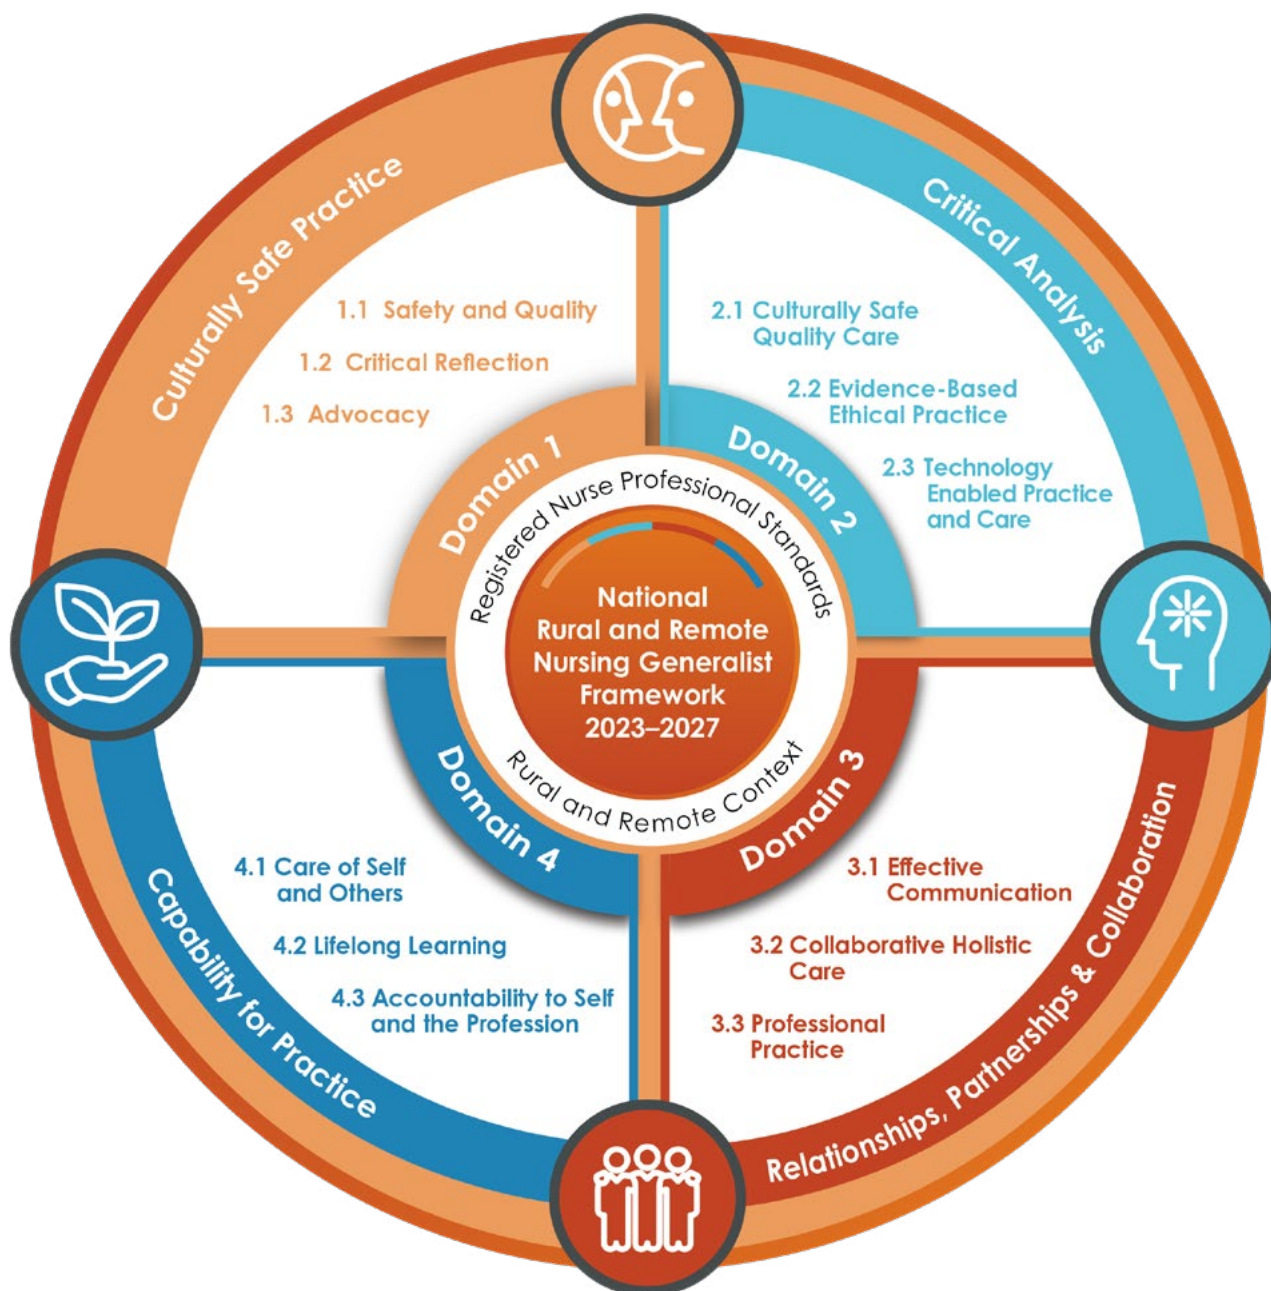 Culturally Safe Practice
1.1 Safety and Quality
1.2 Critical Reflection
1.3 Advocacy
Domain 1
Critical Analysis
2.1 Culturally Safe
Quality Care
2.2 Evidence-Based
Ethical Practice
2.3 Technology
Enabled Practice
and Care
Domain 2
Registered Nurse Professional Standards
National
Rural and Remote
Nursing Generalist
Framework
2023–2027
Rural and Remote Context
Domain 3
3.1 Effective
Communication
3.2 Collaborative Holistic
Care
3.3 Professional
Practice
Relationships, Partnerships & Collaboration
Domain 4
4.1 Care of Self
and Others
4.2 Lifelong Learning
4.3 Accountability to Self
and the Profession
Capability for Practice